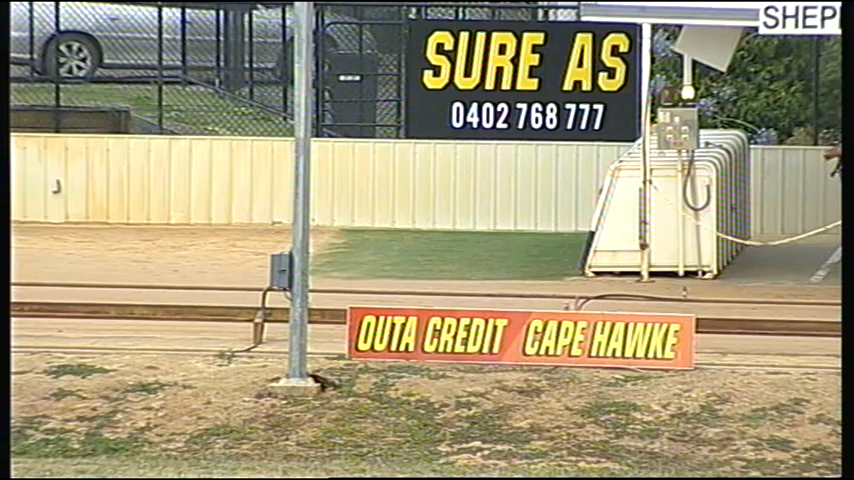 SHEP
SURE AS
0402 768 777
OUTA CREDIT CAPE HAWKE